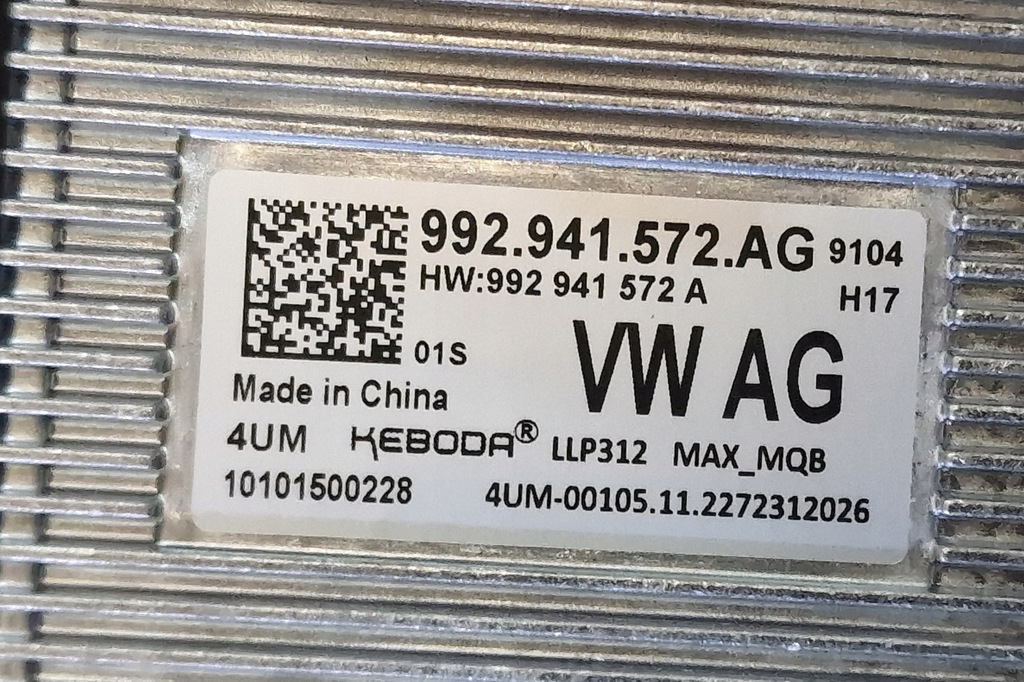 992.941.572.AG 9104
HW:992 941 572 A H17
01S VW AG
Made in China
4UM KEBODA® LLP312 MAX_MQB
10101500228 4UM-00105.11.2272312026